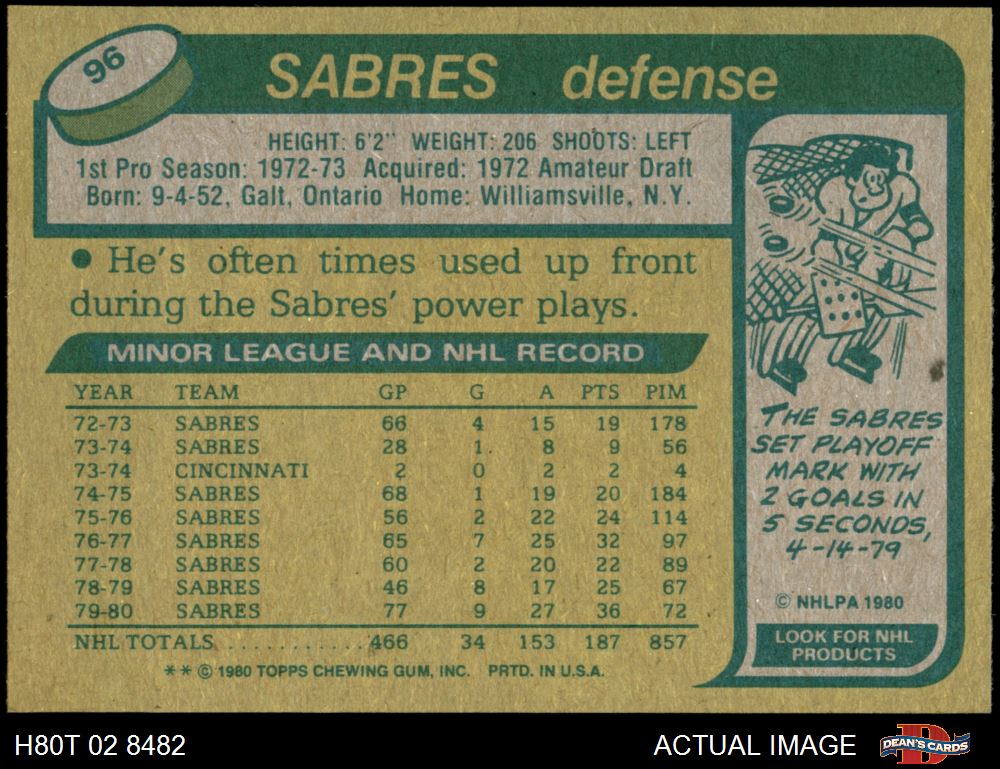 96
SABRES defense
HEIGHT: 6'2" WEIGHT: 206 SHOOTS: LEFT
1st Pro Season: 1972-73 Acquired: 1972 Amateur Draft
Born: 9-4-52, Galt, Ontario Home: Williamsville, N.Y.
● He's often times used up front
during the Sabres' power plays.
MINOR LEAGUE AND NHL RECORD
YEAR TEAM GP G A PTS PIM
72-73 SABRES 66 4 15 19 178
73-74 SABRES 28 1 8 9 56
73-74 CINCINNATI 2 0 2 2 4
74-75 SABRES 68 1 19 20 184
75-76 SABRES 56 2 22 24 114
76-77 SABRES 65 7 25 32 97
77-78 SABRES 60 2 20 22 89
78-79 SABRES 46 8 17 25 67
79-80 SABRES 77 9 27 36 72
NHL TOTALS . . . . . . . . . . . . 466 34 153 187 857
** © 1980 TOPPS CHEWING GUM, INC. PRTD. IN U.S.A.
THE SABRES
SET PLAYOFF
MARK WITH
2 GOALS IN
5 SECONDS,
4-14-79
© NHLPA 1980
LOOK FOR NHL
PRODUCTS
H80T 02 8482
ACTUAL IMAGE
D
DEAN'S CARDS